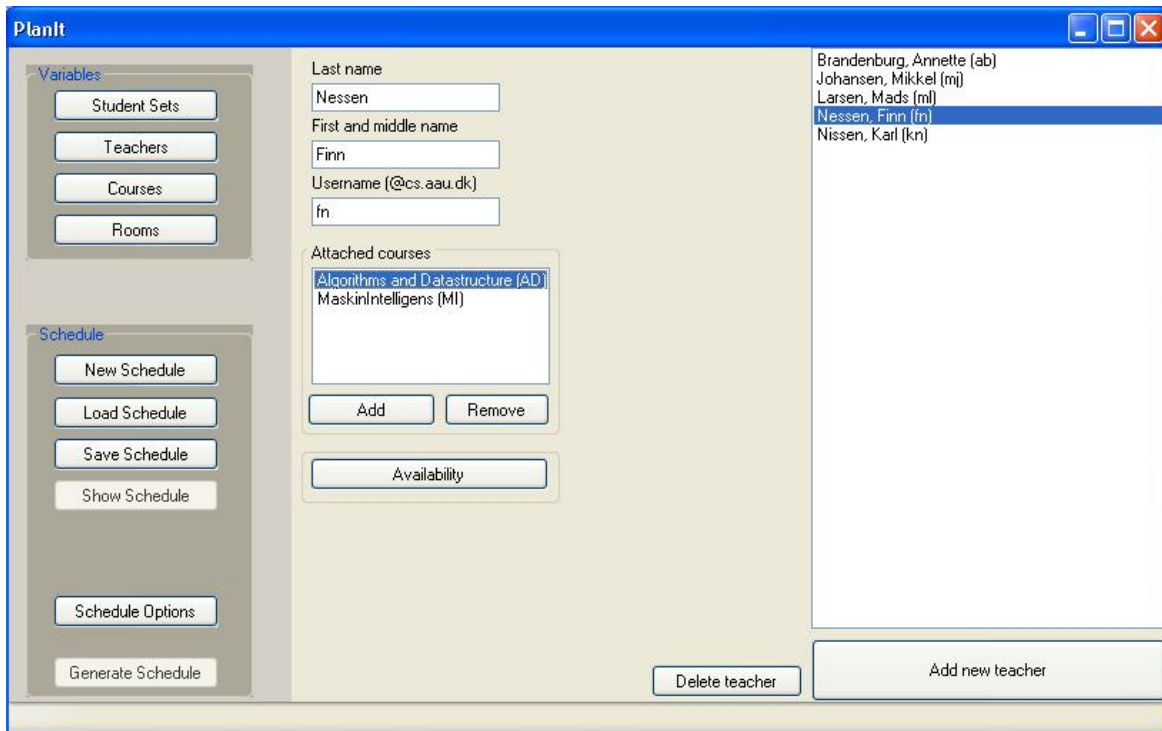 PlanIt
Variables
Student Sets
Teachers
Courses
Rooms
Schedule
New Schedule
Load Schedule
Save Schedule
Show Schedule
Schedule Options
Generate Schedule
Last name
Nessen
First and middle name
Finn
Username (@cs.aau.dk)
fn
Attached courses
Algorithms and Datastructure (AD)
MaskinIntelligens (MI)
Add
Remove
Availability
Delete teacher
Brandenburg, Annette (ab)
Johansen, Mikkel (mj)
Larsen, Mads (ml)
Nessen, Finn (fn)
Nissen, Karl (kn)
Add new teacher